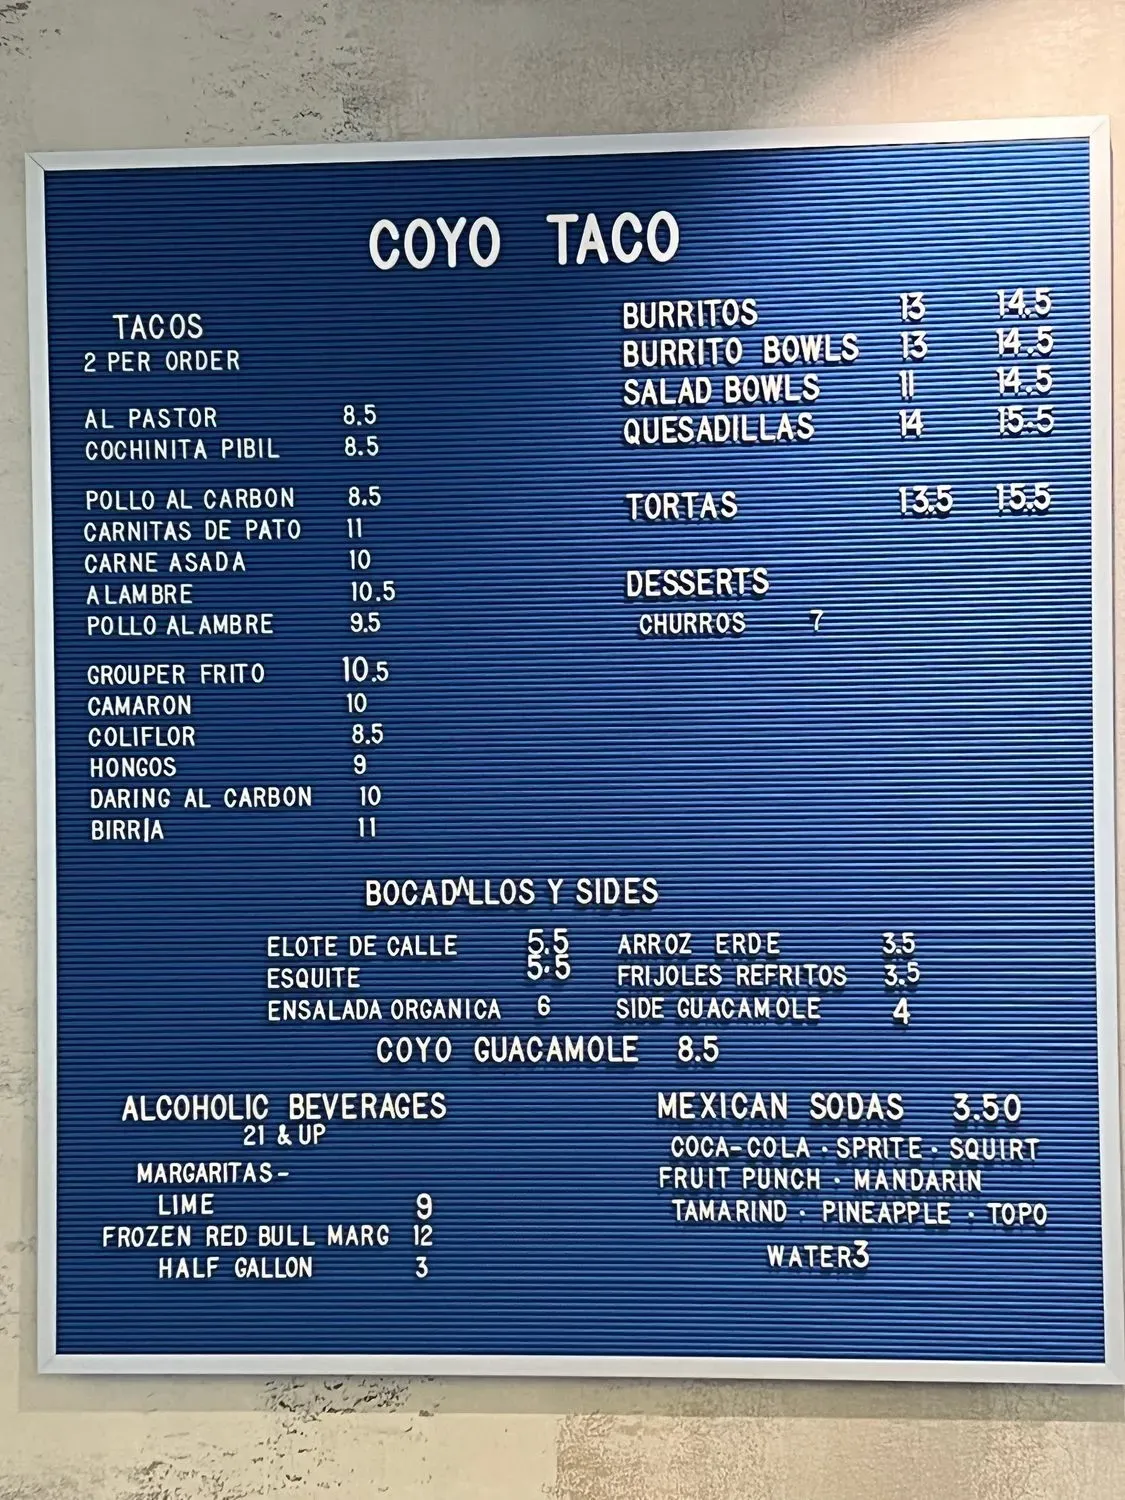 COYO TACO
TACOS
2 PER ORDER
AL PASTOR 8.5
COCHINITA PIBIL 8.5
POLLO AL CARBON 8.5
CARNITAS DE PATO 11
CARNE ASADA 10
ALAMBRE 10.5
POLLO ALAMBRE 9.5
GROUPER FRITO 10.5
CAMARON 10
COLIFLOR 8.5
HONGOS 9
DARING AL CARBON 10
BIRRIA 11
BURRITOS 13 14.5
BURRITO BOWLS 13 14.5
SALAD BOWLS 11 14.5
QUESADILLAS 14 15.5
TORTAS 13.5 15.5
DESSERTS
CHURROS 7
BOCADILLOS Y SIDES
ELOTE DE CALLE 5.5
ESQUITE 5.5
ENSALADA ORGANICA 6
ARROZ ERDE 3.5
FRIJOLES REFRITOS 3.5
SIDE GUACAMOLE 4
COYO GUACAMOLE 8.5
ALCOHOLIC BEVERAGES
21 & UP
MARGARITAS-
LIME 9
FROZEN RED BULL MARG 12
HALF GALLON 3
MEXICAN SODAS 3.50
COCA-COLA · SPRITE · SQUIRT
FRUIT PUNCH · MANDARIN
TAMARIND · PINEAPPLE · TOPO
WATER3